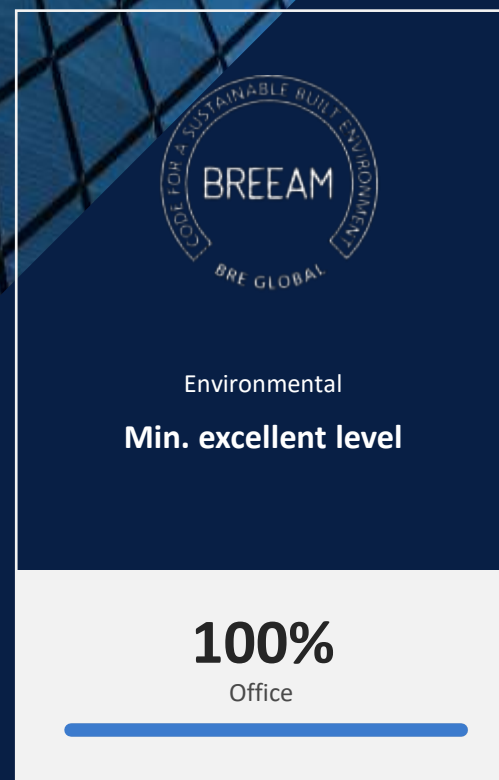 CODE FOR A SUSTAINABLE BUILT ENVIRONMENT
BREEAM
BRE GLOBAL
Environmental
Min. excellent level
100%
Office